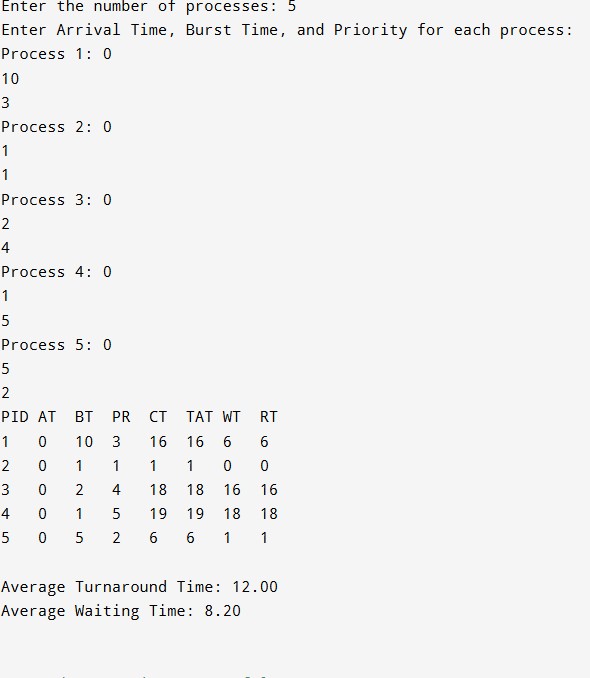 Enter the number of processes: 5
Enter Arrival Time, Burst Time, and Priority for each process:
Process 1: 0
10
3
Process 2: 0
1
1
Process 3: 0
2
4
Process 4: 0
1
5
Process 5: 0
5
2
PID AT  BT  PR  CT  TAT WT  RT
1   0   10  3   16  16  6   6
2   0   1   1   1   1   0   0
3   0   2   4   18  18  16  16
4   0   1   5   19  19  18  18
5   0   5   2   6   6   1   1
Average Turnaround Time: 12.00
Average Waiting Time: 8.20